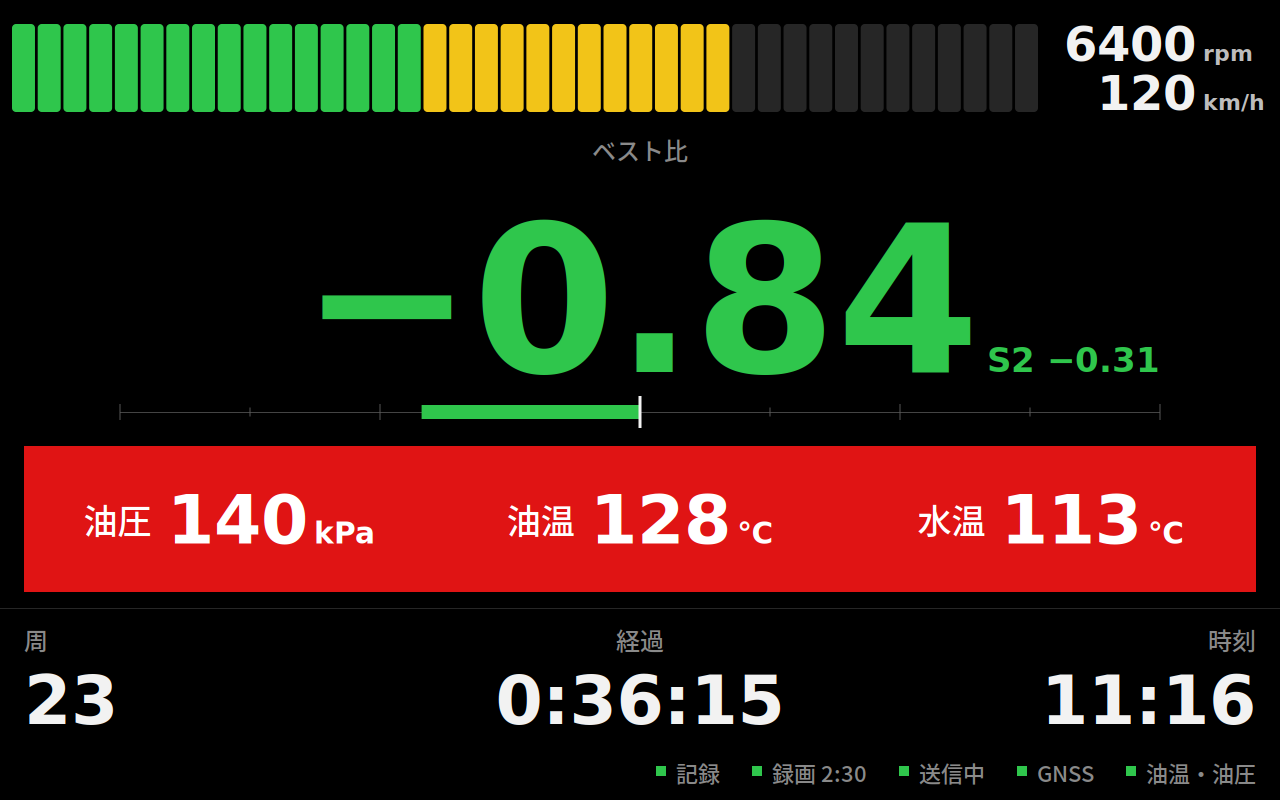 6400 rpm
120 km/h
ベスト比
−0.84 S2 −0.31
油圧 140 kPa 油温 128 °C 水温 113 °C
周 経過 時刻
23 0:36:15 11:16
記録 録画 2:30 送信中 GNSS 油温・油圧